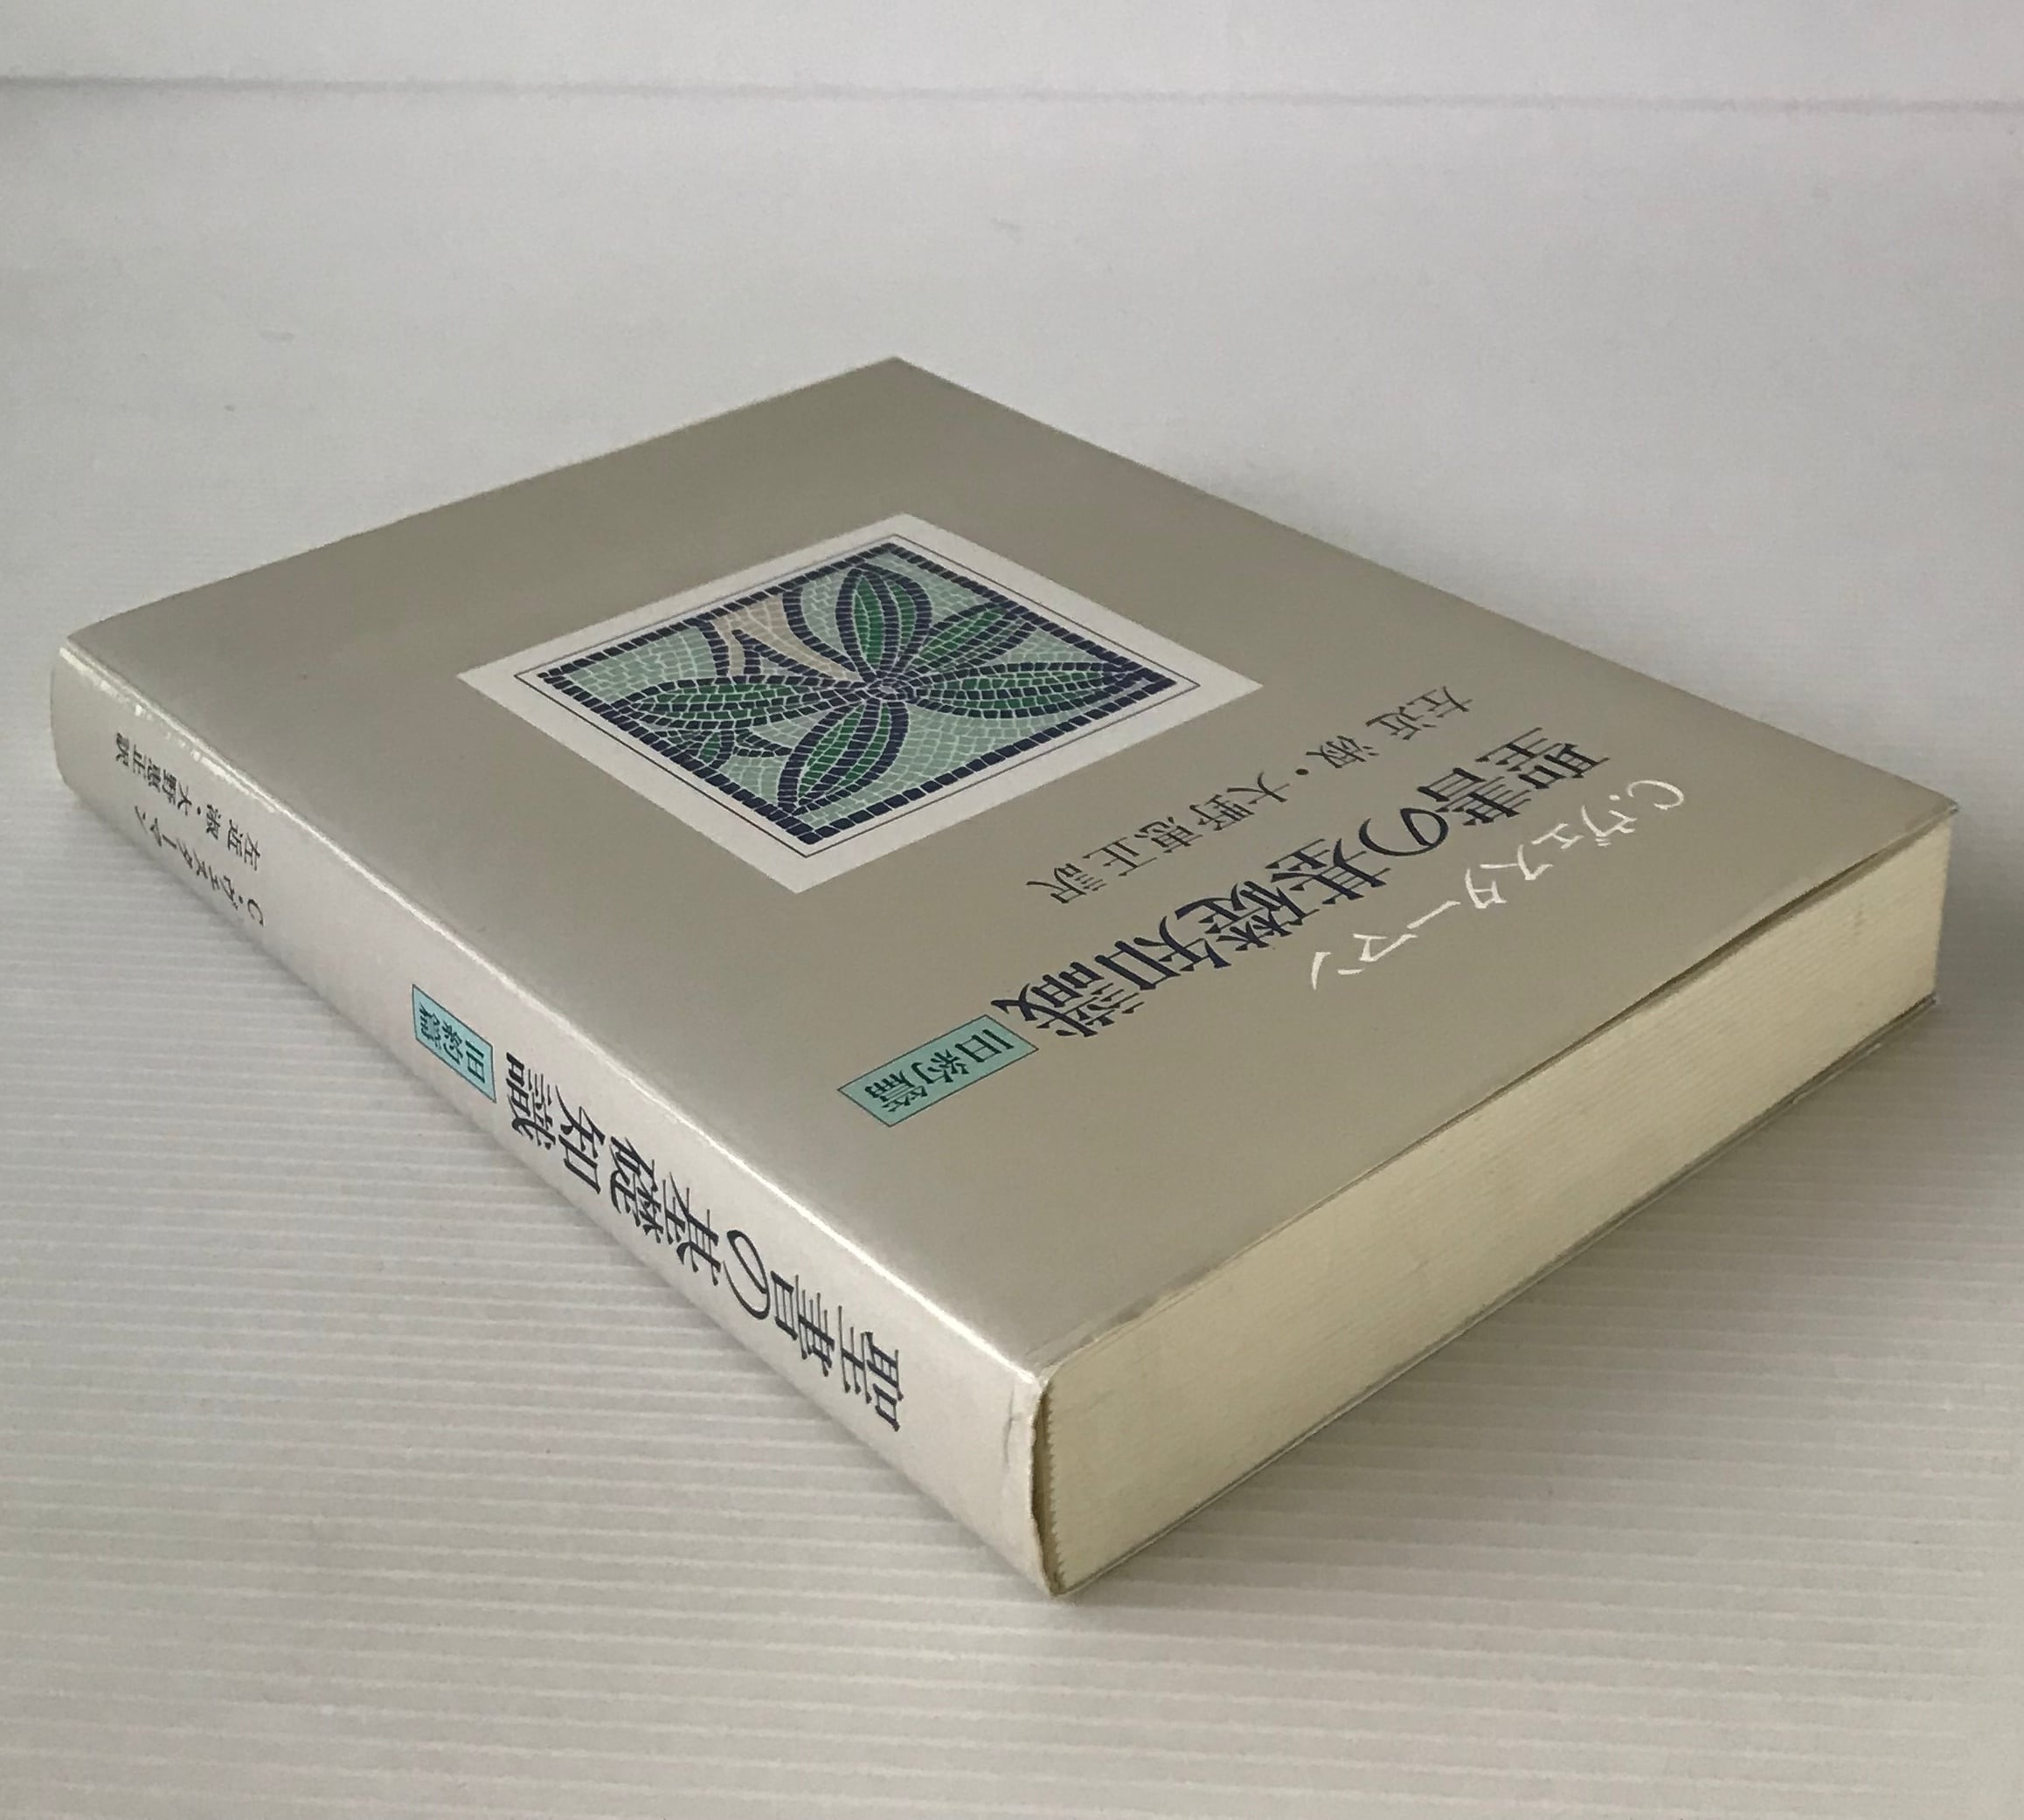 C.ヴェスターマン
聖書の基礎知識
旧約篇
左近 淑・大野恵正訳
聖書の基礎知識
旧約篇
C・ヴェスターマン
左近 淑・大野恵正 訳